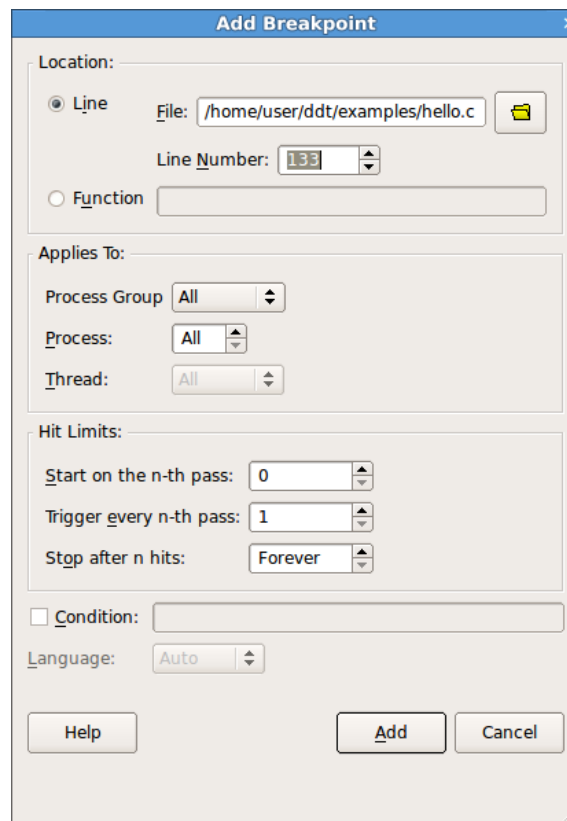 Add Breakpoint
Location:
Line
File: /home/user/ddt/examples/hello.c
Line Number: 133
Function
Applies To:
Process Group All
Process: All
Thread: All
Hit Limits:
Start on the n-th pass: 0
Trigger every n-th pass: 1
Stop after n hits: Forever
Condition:
Language: Auto
Help Add Cancel